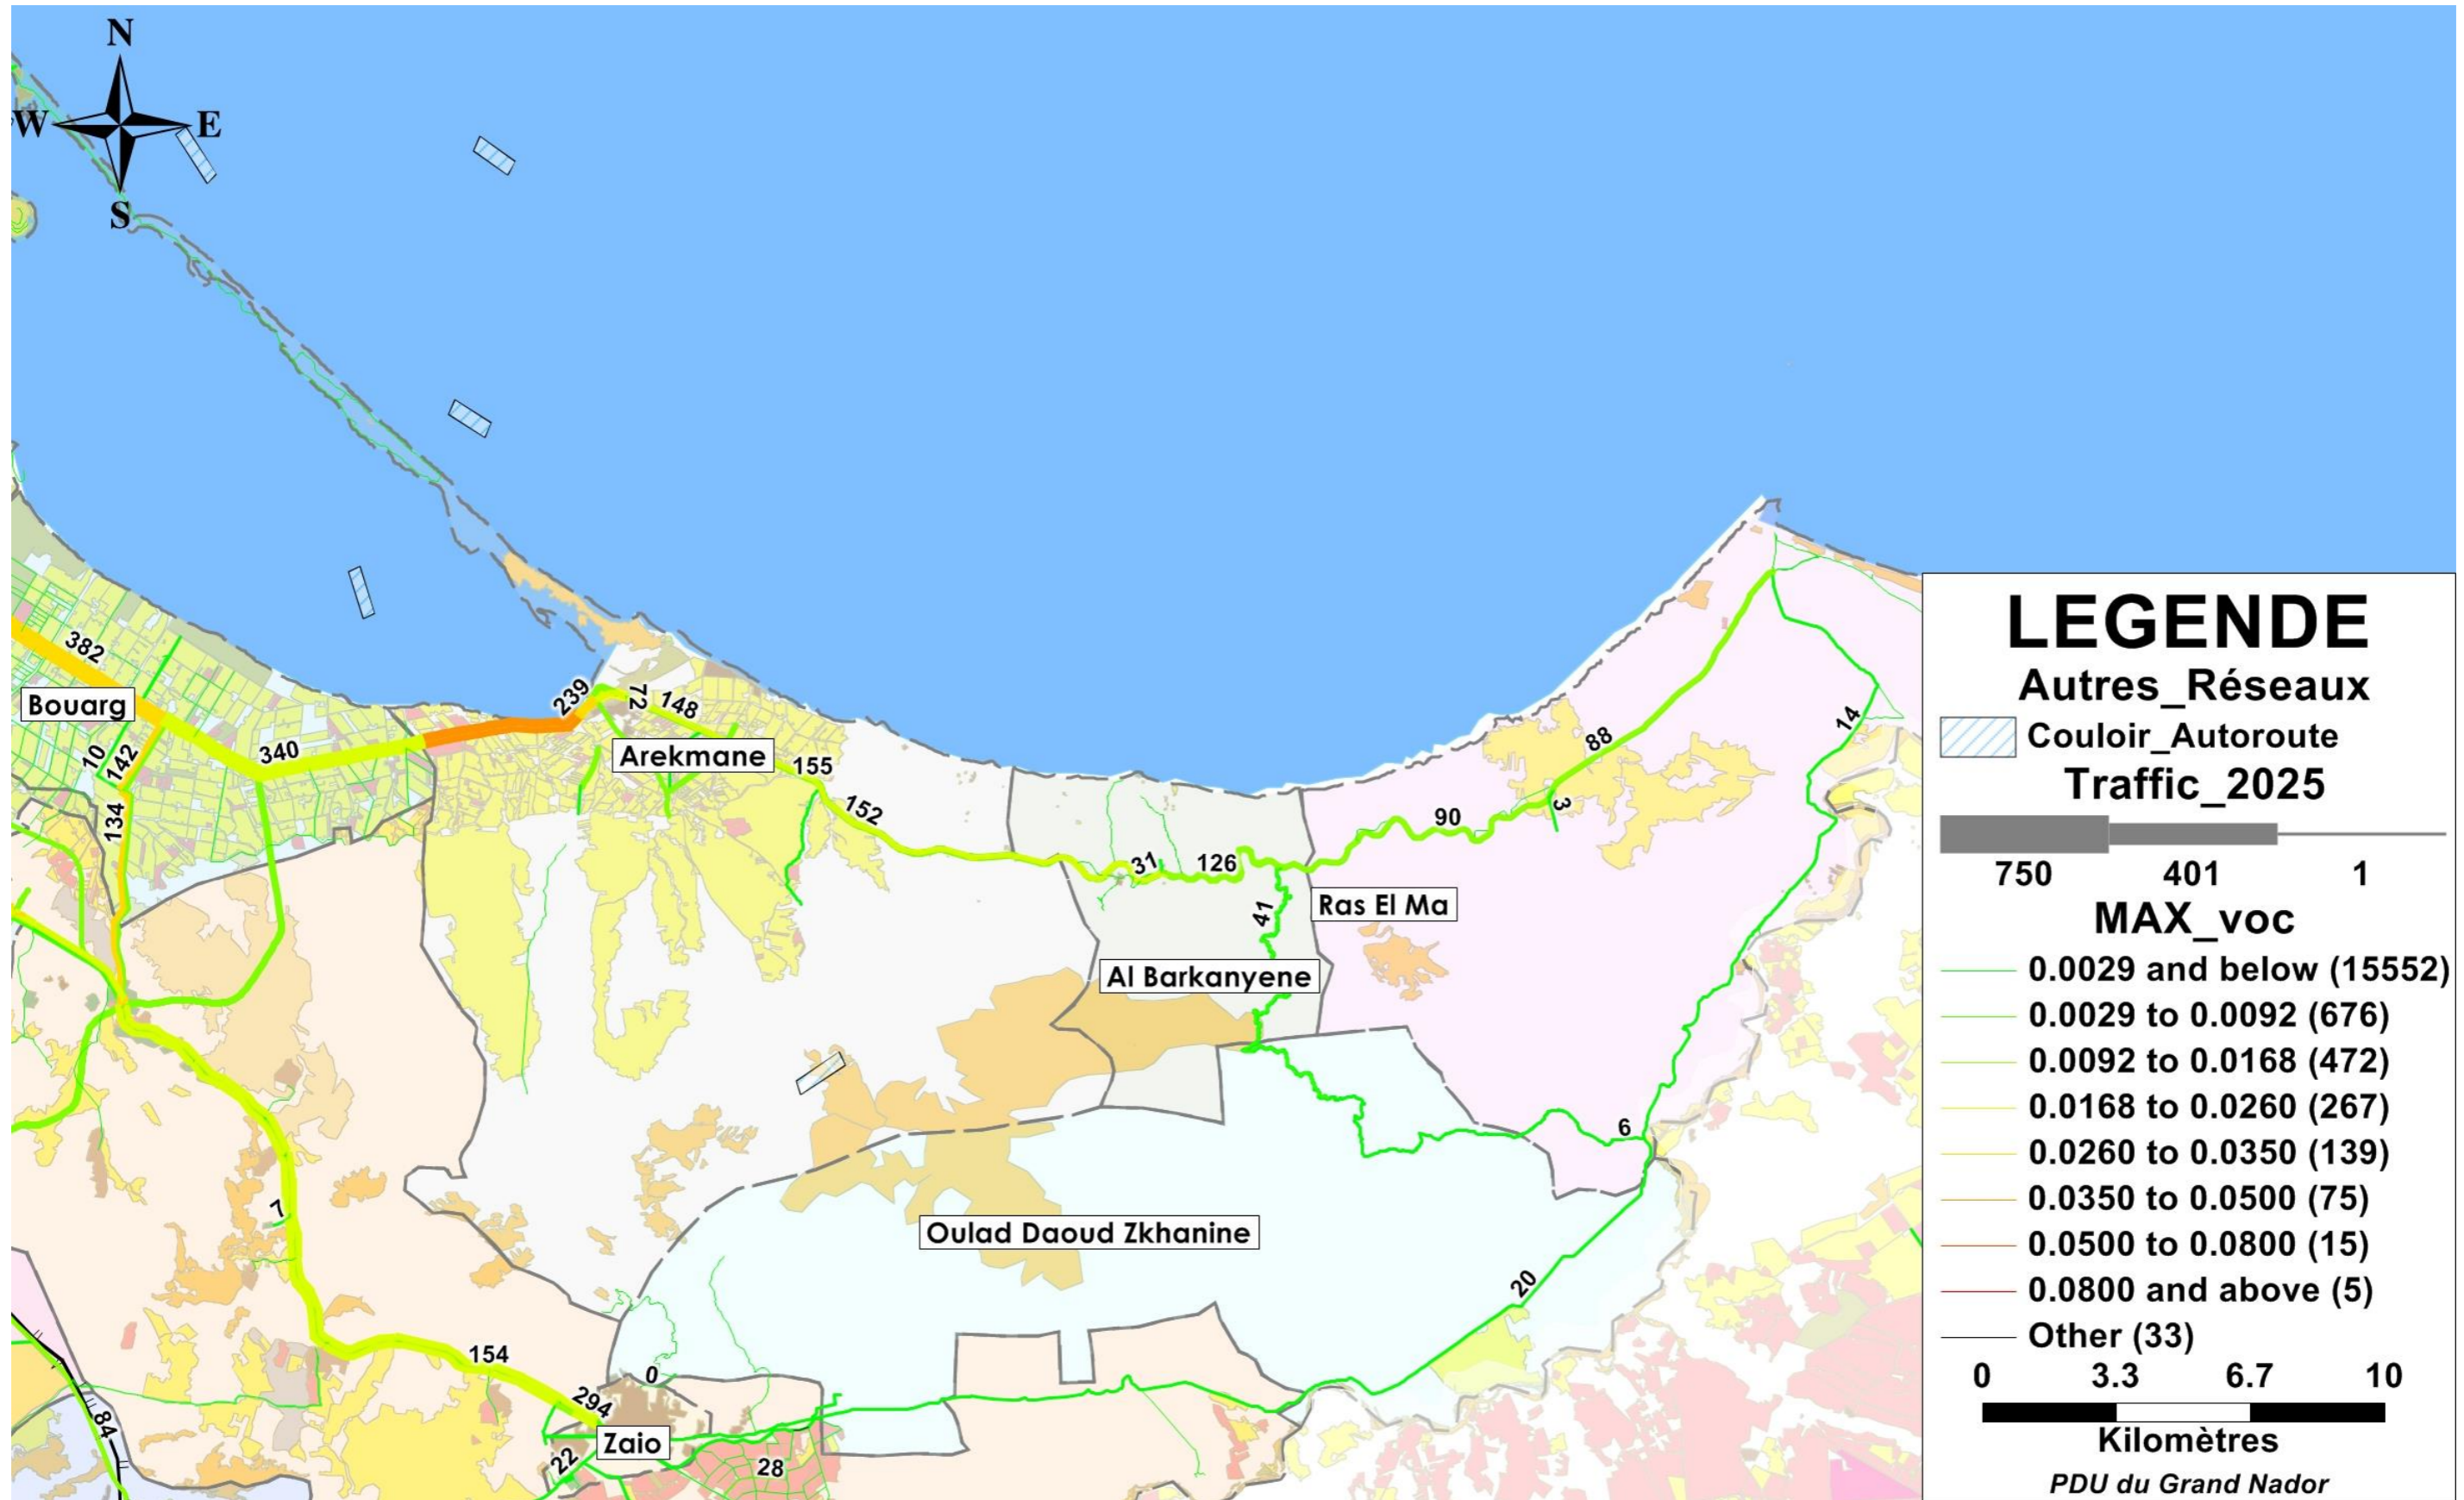 N
W
E
S
382
Bouarg
10
142
134
340
239
72
148
Arekmane
155
152
31
126
41
Ras El Ma
90
3
88
14
Al Barkanyene
6
Oulad Daoud Zkhanine
20
7
154
294
0
Zaio
22
28
84
LEGENDE
Autres_Réseaux
Couloir_Autoroute
Traffic_2025
750 401 1
MAX_voc
0.0029 and below (15552)
0.0029 to 0.0092 (676)
0.0092 to 0.0168 (472)
0.0168 to 0.0260 (267)
0.0260 to 0.0350 (139)
0.0350 to 0.0500 (75)
0.0500 to 0.0800 (15)
0.0800 and above (5)
Other (33)
0 3.3 6.7 10
Kilomètres
PDU du Grand Nador